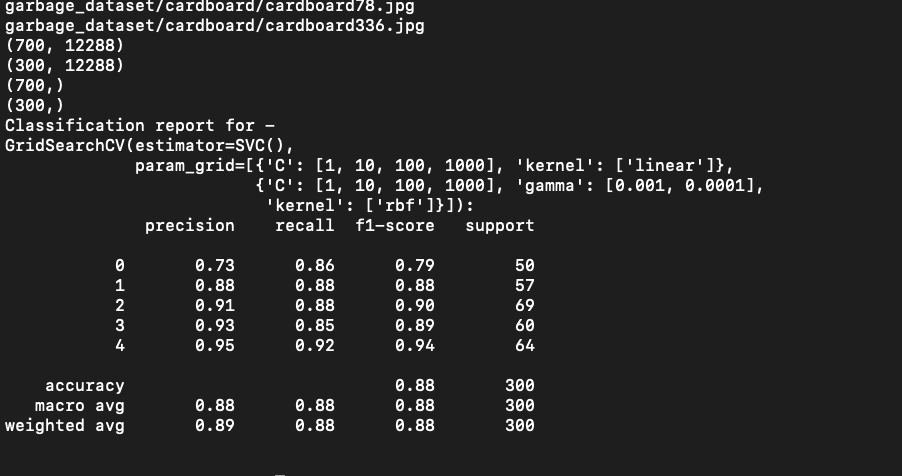 garbage_dataset/cardboard/cardboard78.jpg
garbage_dataset/cardboard/cardboard336.jpg
(700, 12288)
(300, 12288)
(700,)
(300,)
Classification report for -
GridSearchCV(estimator=SVC(),
             param_grid=[{'C': [1, 10, 100, 1000], 'kernel': ['linear']},
                         {'C': [1, 10, 100, 1000], 'gamma': [0.001, 0.0001],
                          'kernel': ['rbf']}]):
              precision    recall  f1-score   support
           0       0.73      0.86      0.79        50
           1       0.88      0.88      0.88        57
           2       0.91      0.88      0.90        69
           3       0.93      0.85      0.89        60
           4       0.95      0.92      0.94        64
    accuracy                           0.88       300
   macro avg       0.88      0.88      0.88       300
weighted avg       0.89      0.88      0.88       300